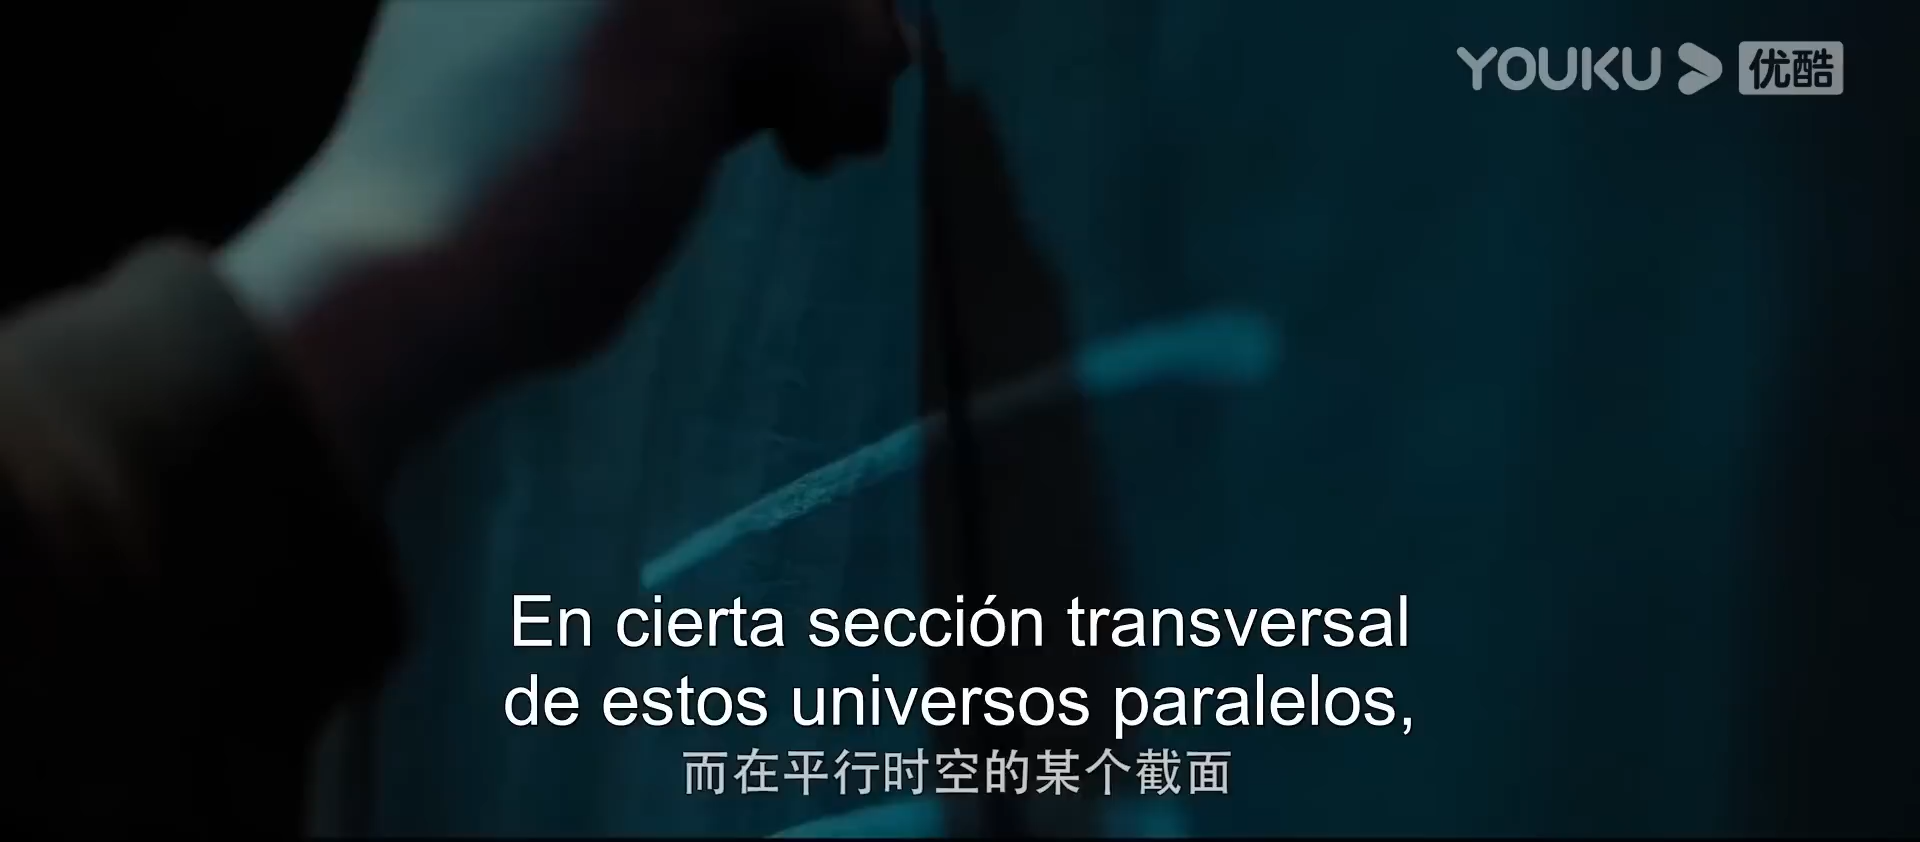 YOUKU 优酷
En cierta sección transversal
de estos universos paralelos,
而在平行时空的某个截面